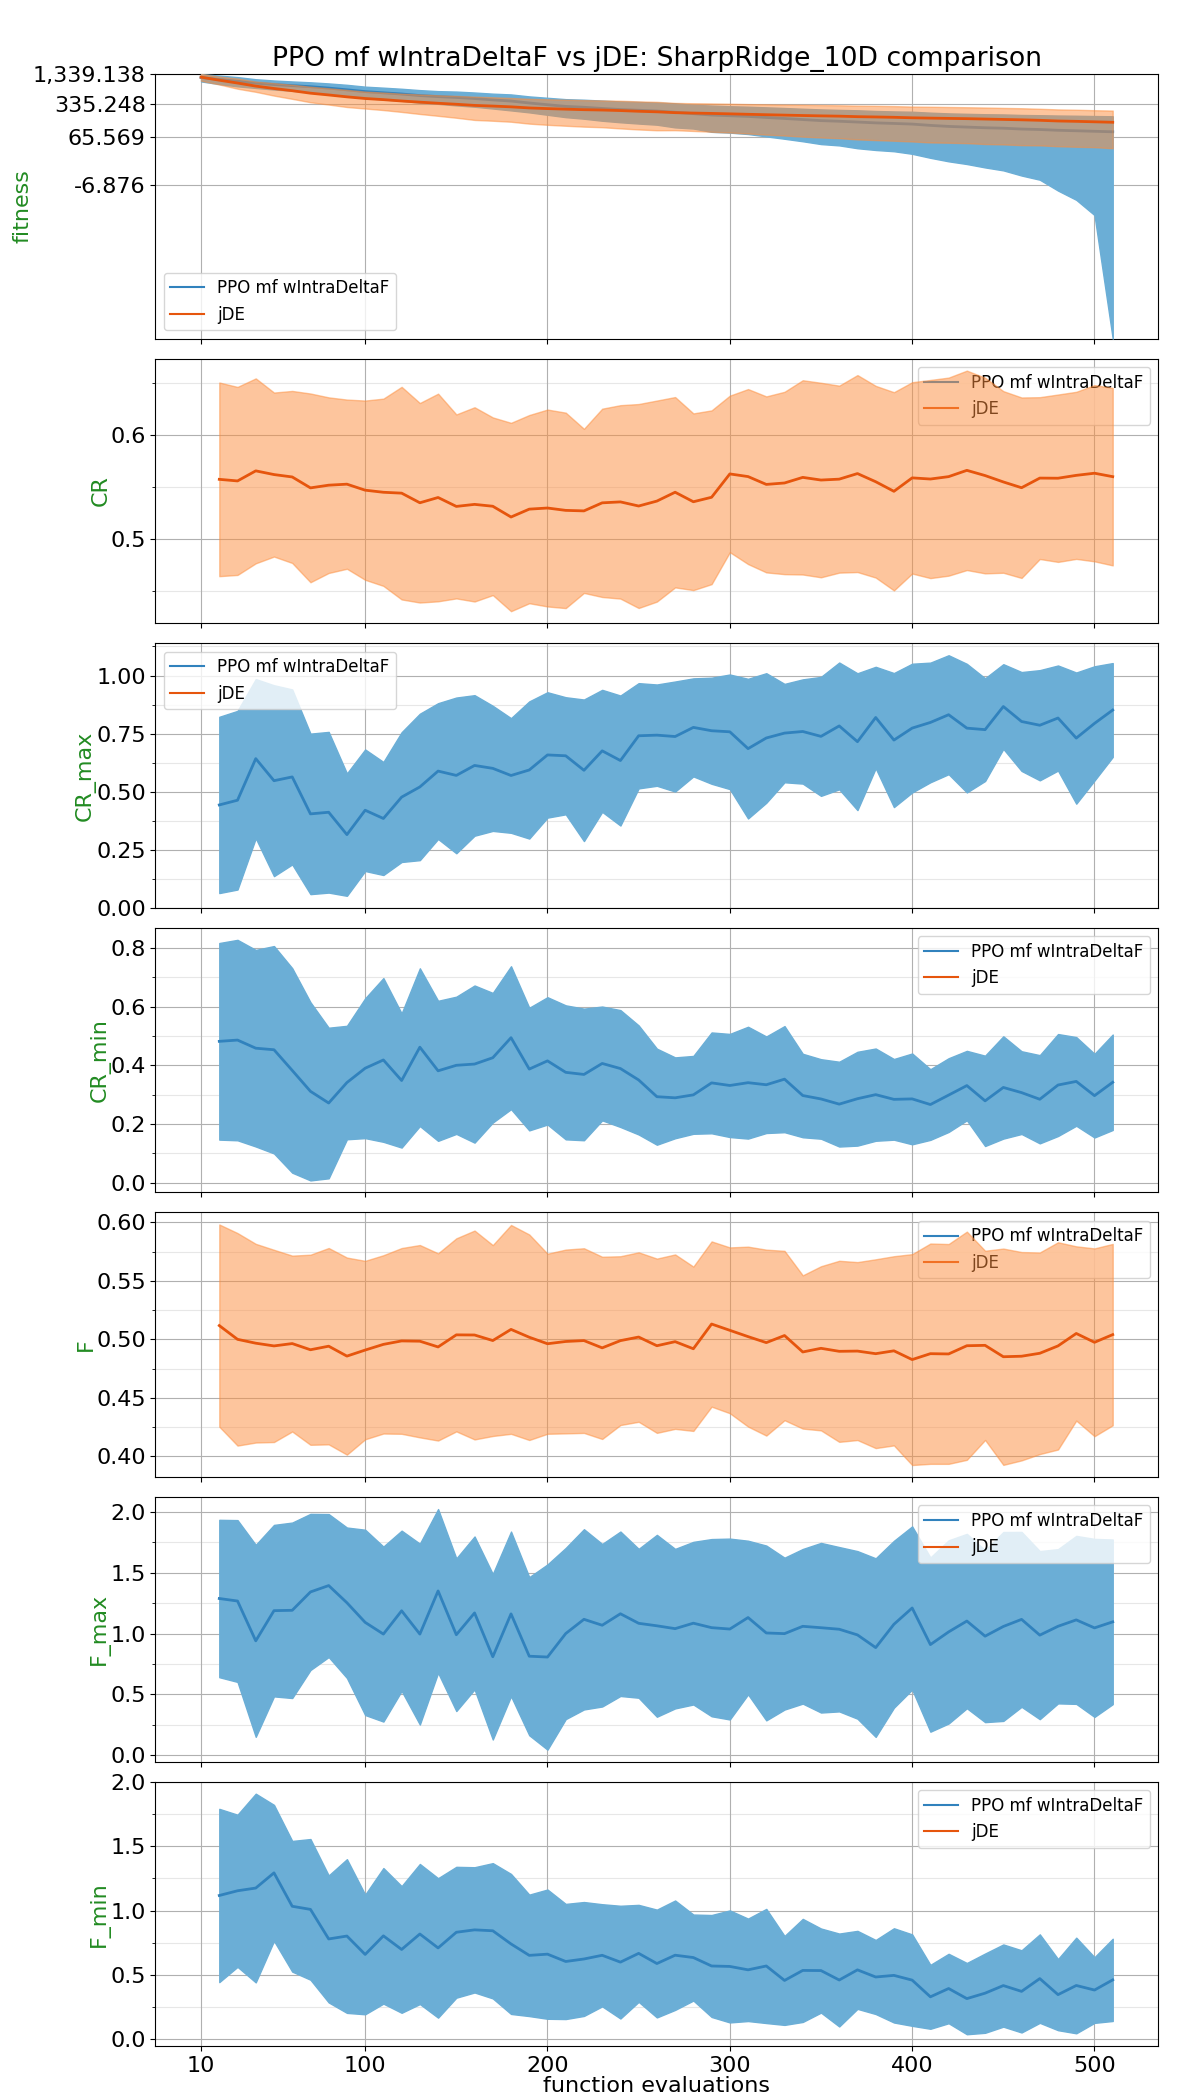 PPO mf wIntraDeltaF vs jDE: SharpRidge_10D comparison
1,339.138
335.248
65.569
-6.876
fitness
PPO mf wIntraDeltaF
jDE
0.6
0.5
CR
PPO mf wIntraDeltaF
jDE
1.00
0.75
0.50
0.25
0.00
CR_max
PPO mf wIntraDeltaF
jDE
0.8
0.6
0.4
0.2
0.0
CR_min
PPO mf wIntraDeltaF
jDE
0.60
0.55
0.50
0.45
0.40
F
PPO mf wIntraDeltaF
jDE
2.0
1.5
1.0
0.5
0.0
F_max
PPO mf wIntraDeltaF
jDE
2.0
1.5
1.0
0.5
0.0
F_min
PPO mf wIntraDeltaF
jDE
10 100 200 300 400 500
function evaluations